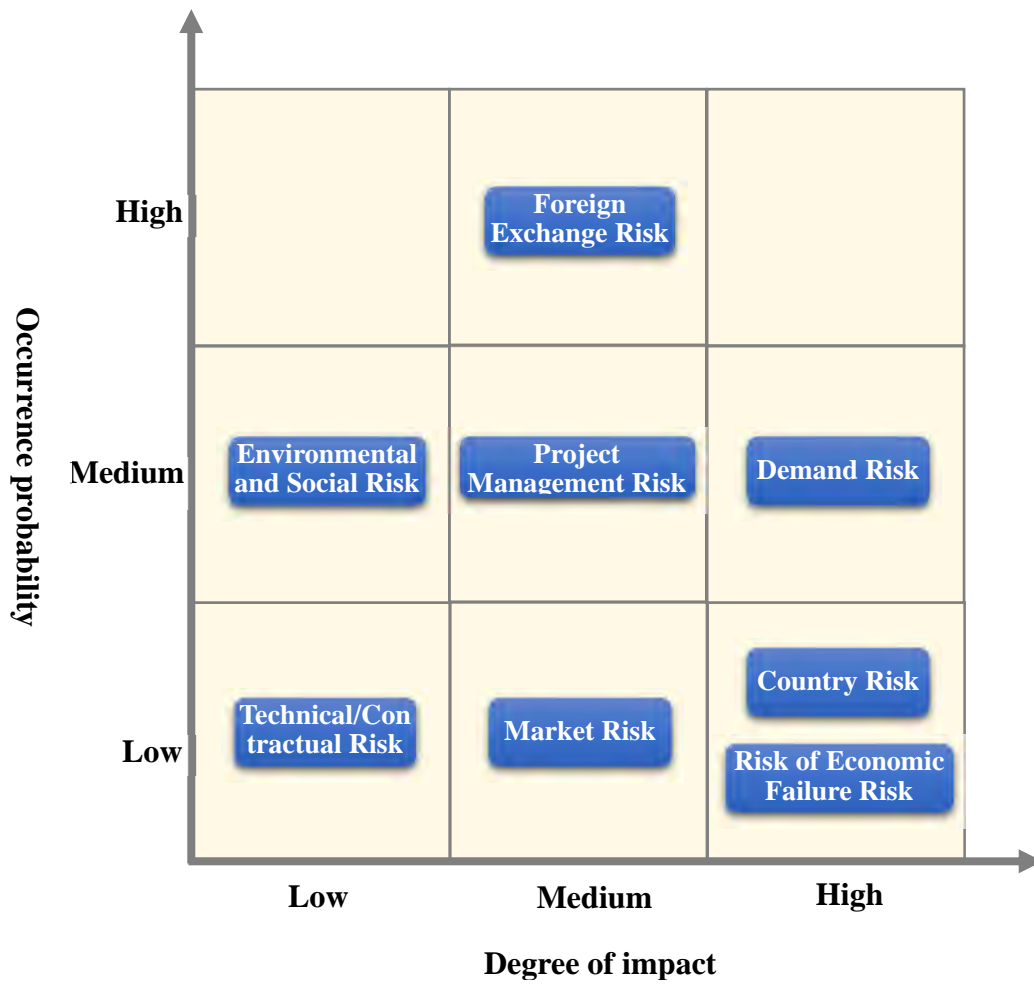 High
Foreign
Exchange Risk
Occurrence probability
Medium
Environmental
and Social Risk
Project
Management Risk
Demand Risk
Low
Technical/Con
tractual Risk
Market Risk
Country Risk
Risk of Economic
Failure Risk
Low
Medium
High
Degree of impact